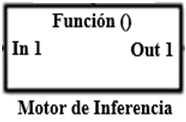 Función ()
In 1 Out 1
Motor de Inferencia